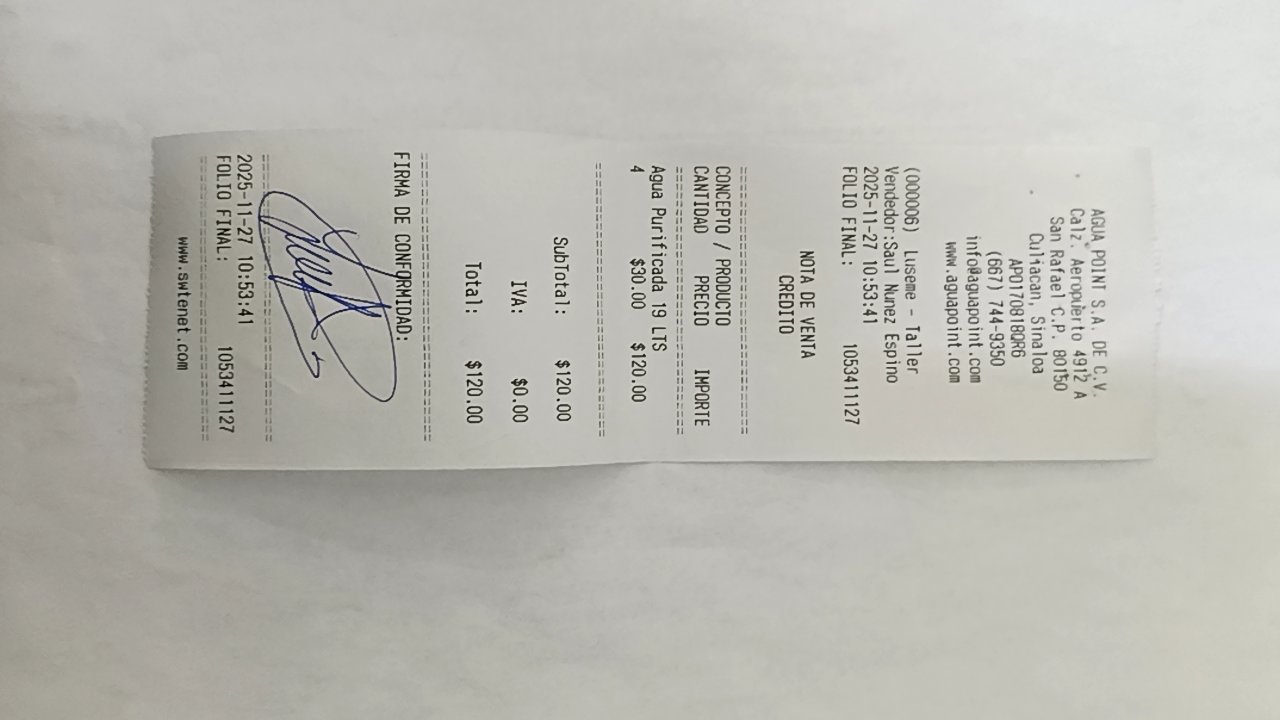 AGUA POINT S.A. DE C.V.
Calz. Aeropuerto 4912 A
San Rafael C.P. 80150
Culiacan, Sinaloa
APO1708180R6
(667) 744-9350
info@aguapoint.com
www.aguapoint.com
(000006) Luseme - Taller
Vendedor:Saul Nunez Espino
2025-11-27 10:53:41
FOLIO FINAL: 1053411127
NOTA DE VENTA
CREDITO
CONCEPTO / PRODUCTO
CANTIDAD PRECIO IMPORTE
Agua Purificada 19 LTS
4 $30.00 $120.00
SubTotal: $120.00
IVA: $0.00
Total: $120.00
FIRMA DE CONFORMIDAD:
2025-11-27 10:53:41
FOLIO FINAL: 1053411127
www.swtenet.com